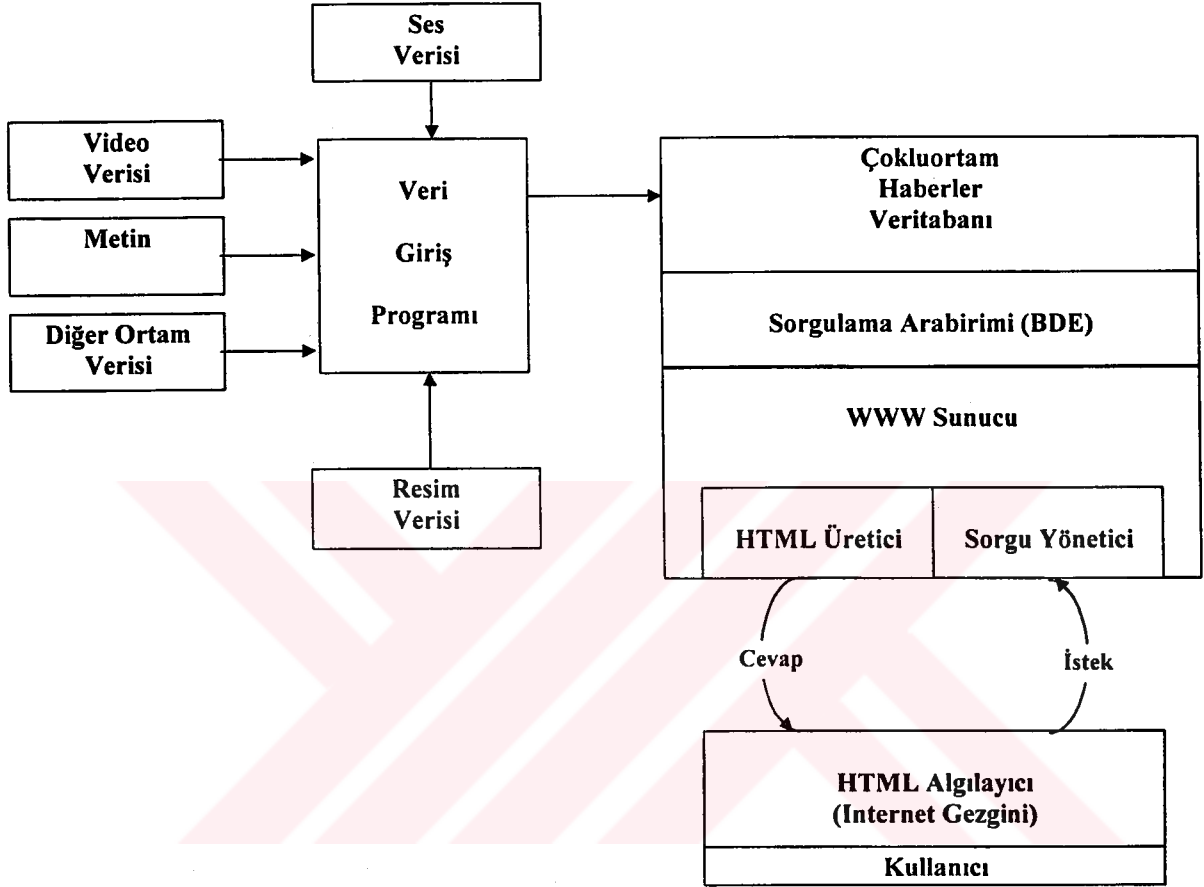 Ses
Verisi
Video
Verisi
Metin
Diğer Ortam
Verisi
Veri
Giriş
Programı
Resim
Verisi
Çokluortam
Haberler
Veritabanı
Sorgulama Arabirimi (BDE)
WWW Sunucu
HTML Üretici
Sorgu Yönetici
Cevap
İstek
HTML Algılayıcı
(Internet Gezgini)
Kullanıcı